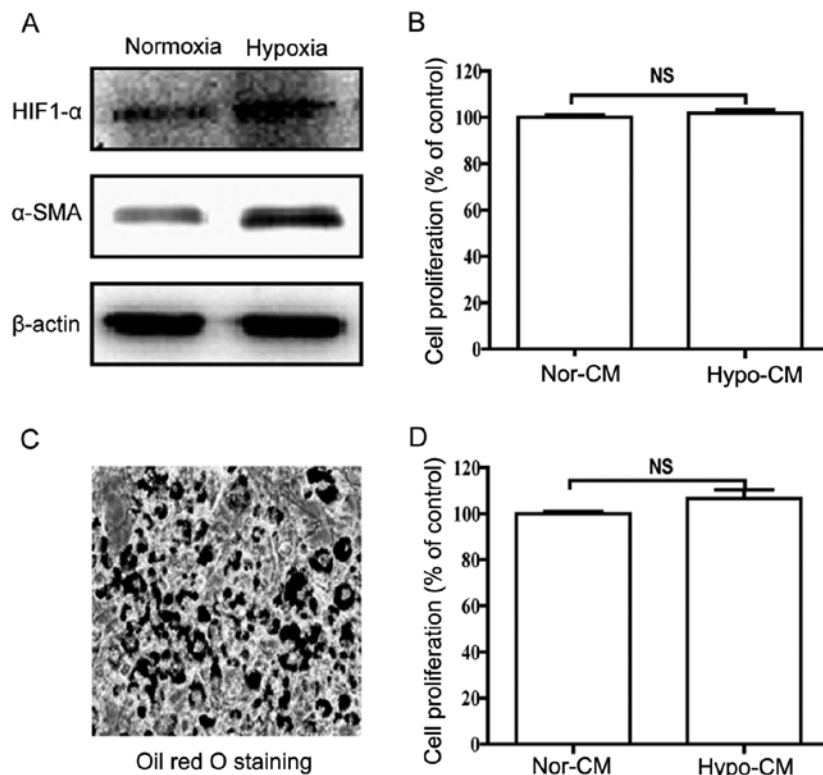 A
Normoxia Hypoxia
HIF1-α
α-SMA
β-actin
B
Cell proliferation (% of control)
120
100
80
60
40
20
0
NS
Nor-CM Hypo-CM
C
Oil red O staining
D
Cell proliferation (% of control)
120
100
80
60
40
20
0
NS
Nor-CM Hypo-CM